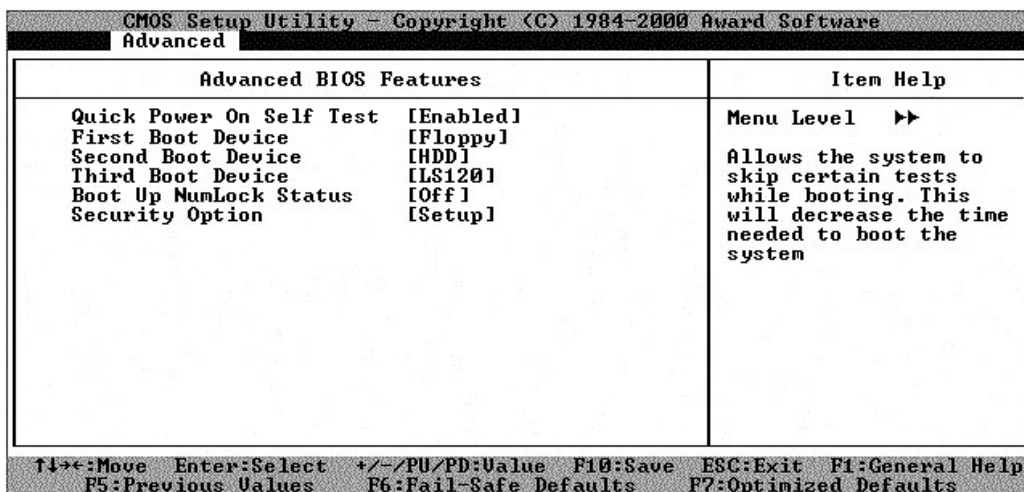 CMOS Setup Utility – Copyright (C) 1984-2000 Award Software
Advanced
Advanced BIOS Features
Quick Power On Self Test [Enabled]
First Boot Device [Floppy]
Second Boot Device [HDD]
Third Boot Device [LS120]
Boot Up NumLock Status [Off]
Security Option [Setup]
Item Help
Menu Level ▶▶
Allows the system to
skip certain tests
while booting. This
will decrease the time
needed to boot the
system
↑↓→←:Move Enter:Select +/-/PU/PD:Value F10:Save ESC:Exit F1:General Help
F5:Previous Values F6:Fail-Safe Defaults F7:Optimized Defaults